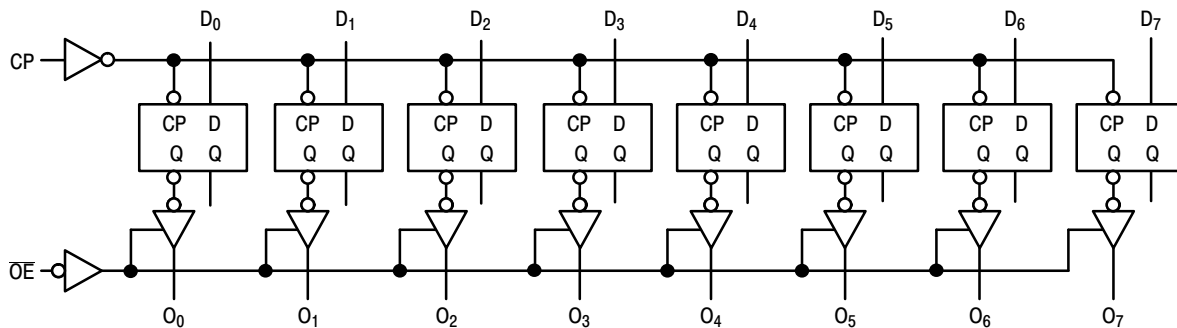 D₀ D₁ D₂ D₃ D₄ D₅ D₆ D₇
CP
CP D CP D CP D CP D CP D CP D CP D CP D
Q Q Q Q Q Q Q Q Q Q Q Q Q Q Q Q
O̅E̅
O₀ O₁ O₂ O₃ O₄ O₅ O₆ O₇